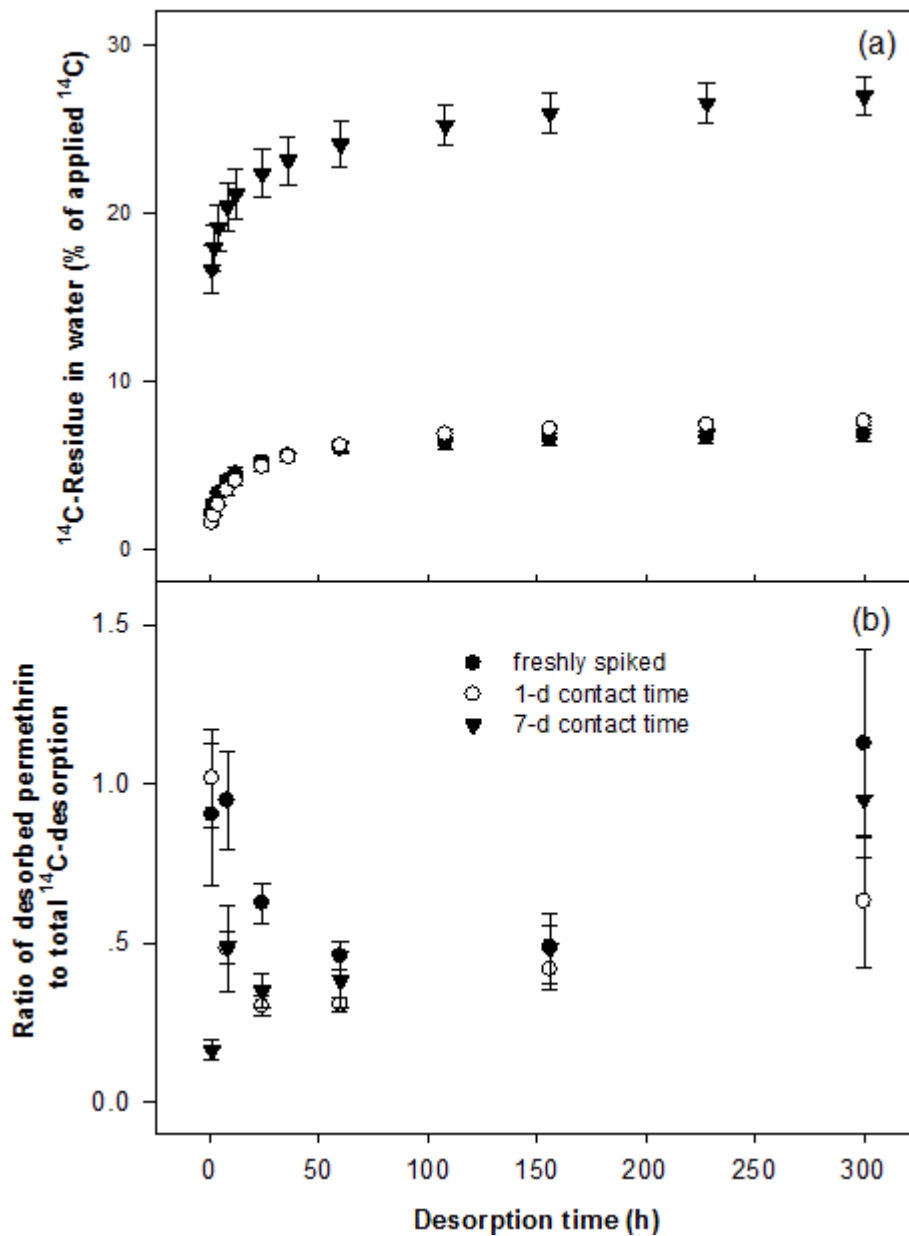 (a)
¹⁴C-Residue in water (% of applied ¹⁴C)
30
20
10
0
(b)
Ratio of desorbed permethrin
to total ¹⁴C-desorption
1.5
1.0
.5
0.0
freshly spiked
1-d contact time
7-d contact time
0 50 100 150 200 250 300
Desorption time (h)